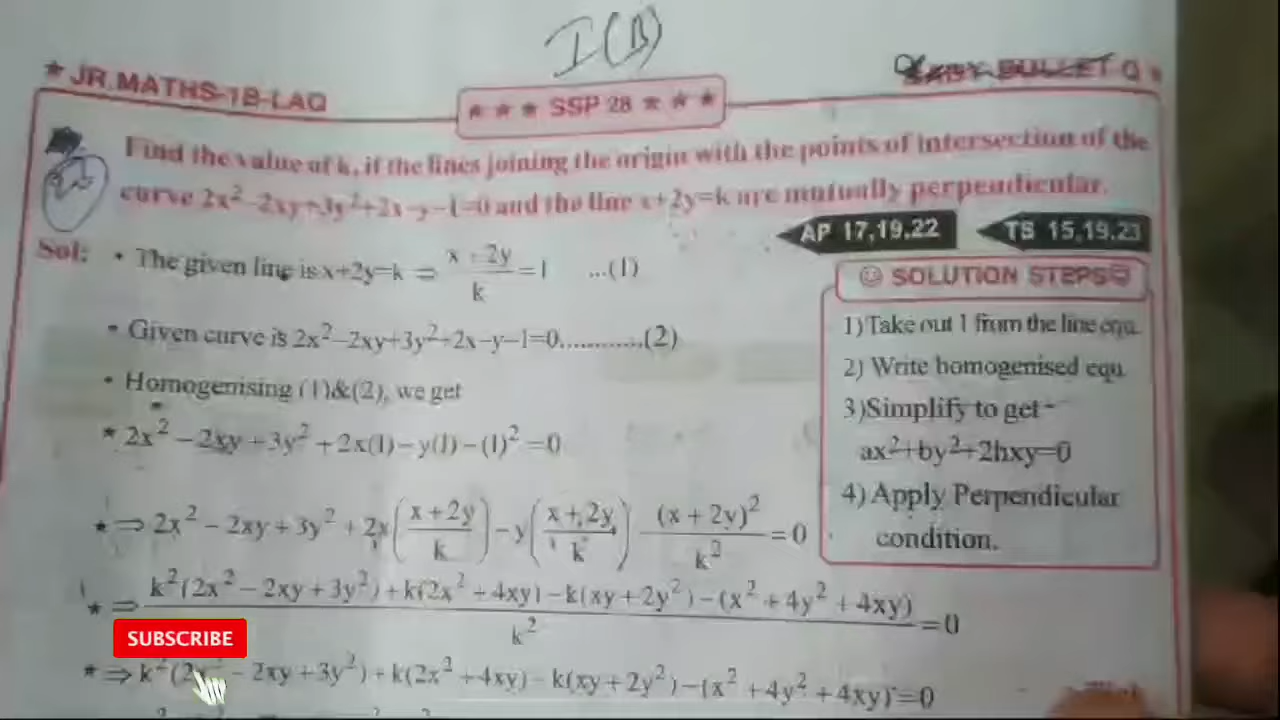 I(B)
★ JR.MATHS-1B-LAQ
★ ★ ★ SSP 28 ★ ★ ★
BABY BULLET Q ★
Find the value of k, if the lines joining the origin with the points of intersection of the
curve 2x²–2xy+3y²+2x–y–1=0 and the line x+2y=k are mutually perpendicular.
AP 17,19,22
TS 15,19,23
Sol: • The given line is x+2y=k ⇒ (x+2y)/k =1 ...(1)
• Given curve is 2x²–2xy+3y²+2x–y–1=0............(2)
• Homogenising (1)&(2), we get
★ 2x² – 2xy + 3y² + 2x(1) – y(1) – (1)² = 0
★ ⇒ 2x² – 2xy + 3y² + 2x((x+2y)/k) – y((x+2y)/k) (x+2y)²/k² = 0
★ ⇒ (k²(2x² – 2xy + 3y²) + k(2x² + 4xy) – k(xy + 2y²) – (x² + 4y² + 4xy))/k² = 0
★ ⇒ k²(2x² – 2xy + 3y²) + k(2x² + 4xy) – k(xy + 2y²) – (x² + 4y² + 4xy) = 0
☺ SOLUTION STEPS ☺
1)Take out 1 from the line equ.
2) Write homogenised equ.
3)Simplify to get
ax²+by²+2hxy=0
4) Apply Perpendicular
condition.
SUBSCRIBE